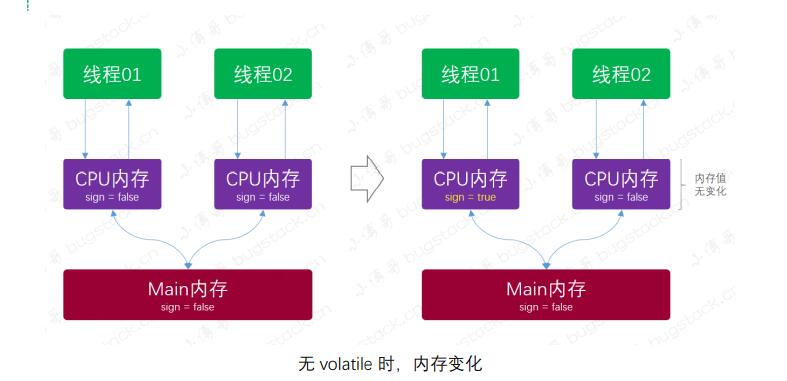 线程01
线程02
CPU内存
sign = false
CPU内存
sign = false
Main内存
sign = false
线程01
线程02
CPU内存
sign = true
CPU内存
sign = false
内存值
无变化
Main内存
sign = false
无 volatile 时，内存变化
小傅哥 bugstack.cn